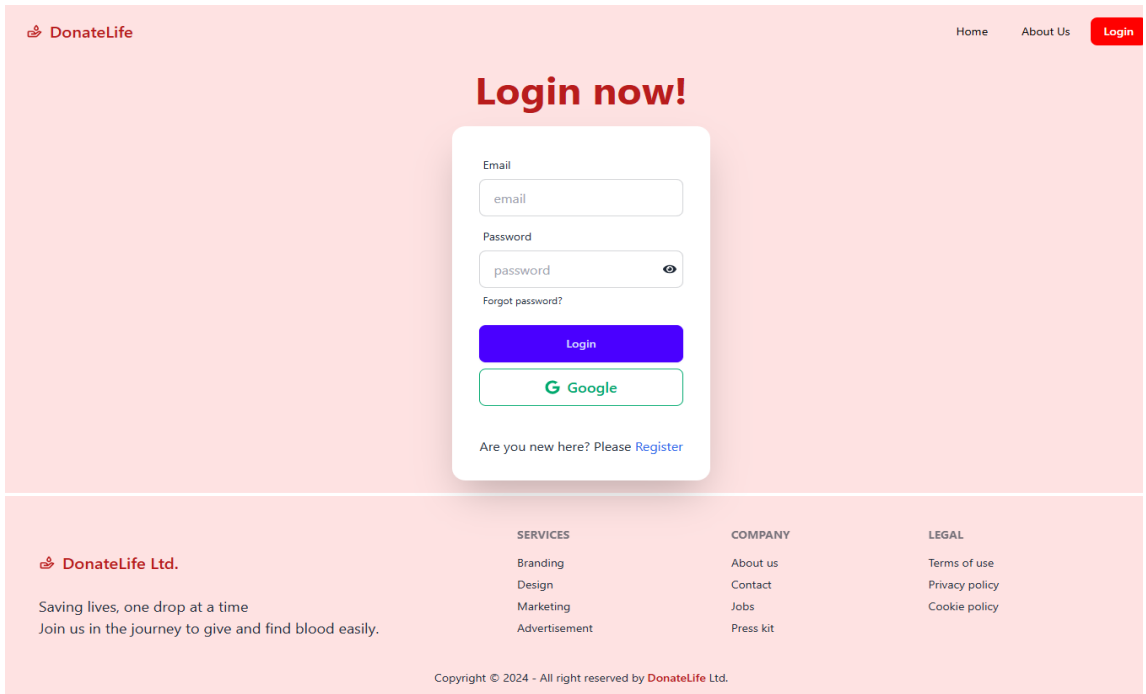 DonateLife
Home About Us Login
Login now!
Email
email
Password
password
Forgot password?
Login
Google
Are you new here? Please Register
DonateLife Ltd.
Saving lives, one drop at a time
Join us in the journey to give and find blood easily.
SERVICES
Branding
Design
Marketing
Advertisement
COMPANY
About us
Contact
Jobs
Press kit
LEGAL
Terms of use
Privacy policy
Cookie policy
Copyright © 2024 - All right reserved by DonateLife Ltd.